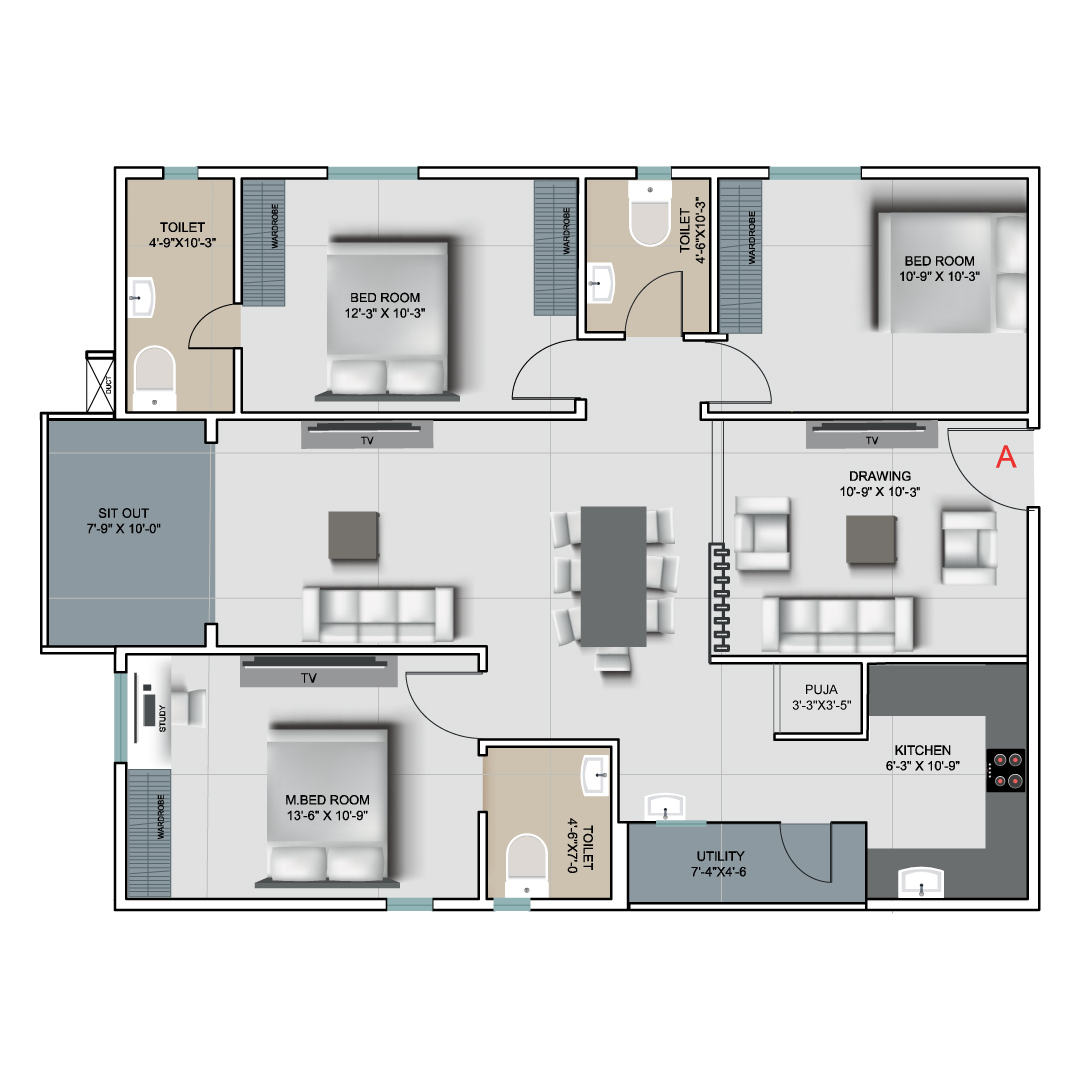 TOILET
4'-9"X10'-3"
WARDROBE
BED ROOM
12'-3" X 10'-3"
WARDROBE
TOILET
4'-6"X10'-3"
WARDROBE
BED ROOM
10'-9" X 10'-3"
DUCT
SIT OUT
7'-9" X 10'-0"
TV
TV
A
DRAWING
10'-9" X 10'-3"
TV
STUDY
WARDROBE
M.BED ROOM
13'-6" X 10'-9"
TOILET
4'-6"X7'-0
PUJA
3'-3"X3'-5"
KITCHEN
6'-3" X 10'-9"
UTILITY
7'-4"X4'-6